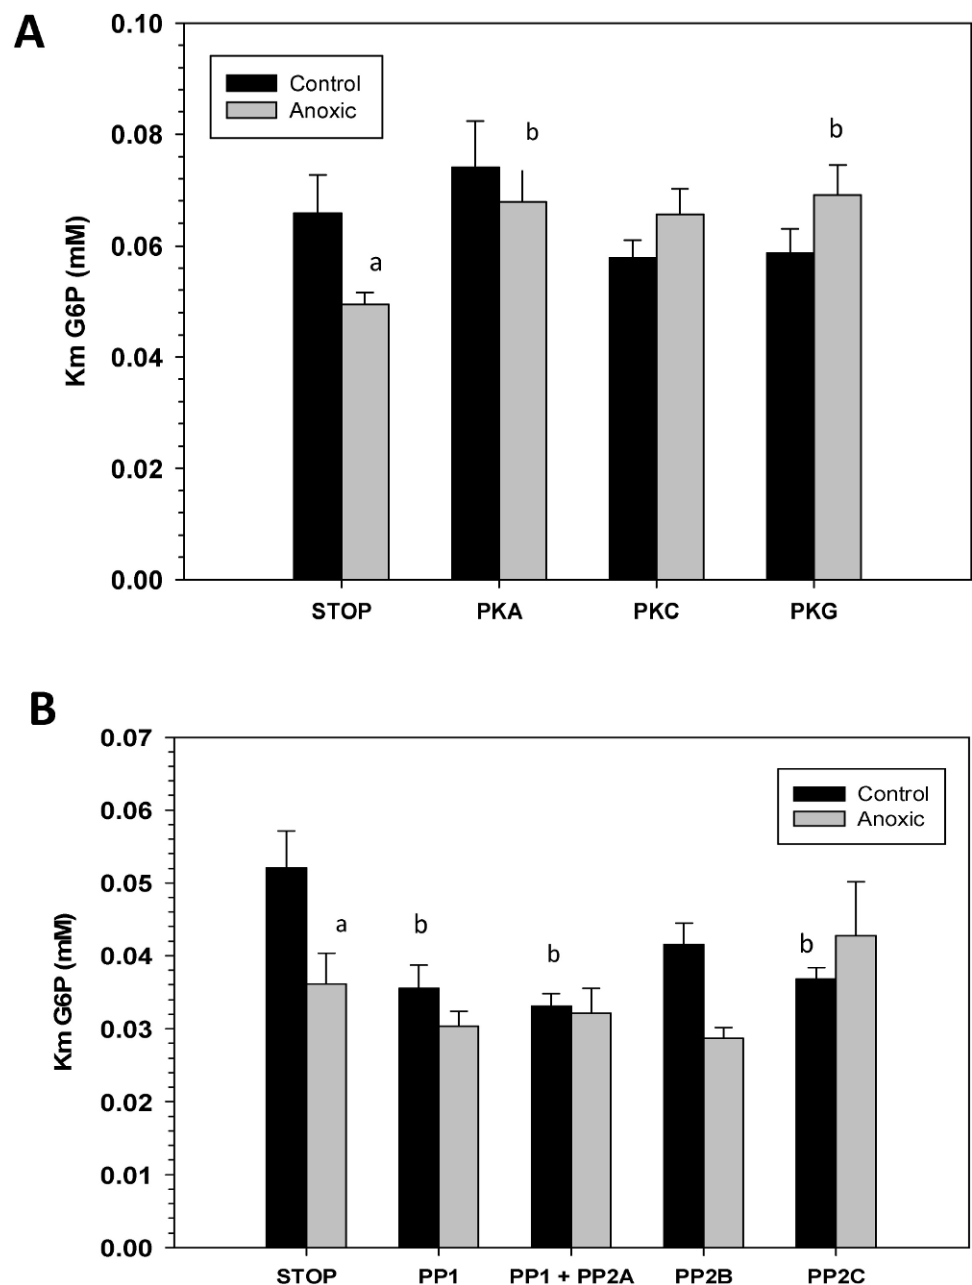 A
0.10
Control
Anoxic
0.08
b
b
0.06
a
0.04
0.02
0.00
Km G6P (mM)
STOP PKA PKC PKG
B
0.07
Control
Anoxic
0.06
0.05
a
b
b
b
0.04
0.03
0.02
0.01
0.00
Km G6P (mM)
STOP PP1 PP1 + PP2A PP2B PP2C